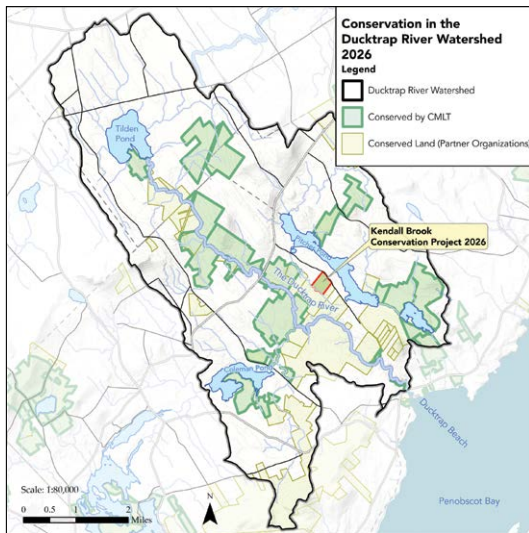 Conservation in the
Ducktrap River Watershed
2026
Legend
Ducktrap River Watershed
Conserved by CMLT
Conserved Land (Partner Organizations)
Tilden
Pond
Kendall Brook
Conservation Project 2026
The Ducktrap River
Coleman Pond
Ducktrap Beach
Penobscot Bay
Scale: 1:80,000
0 0.5 1 2
Miles
N